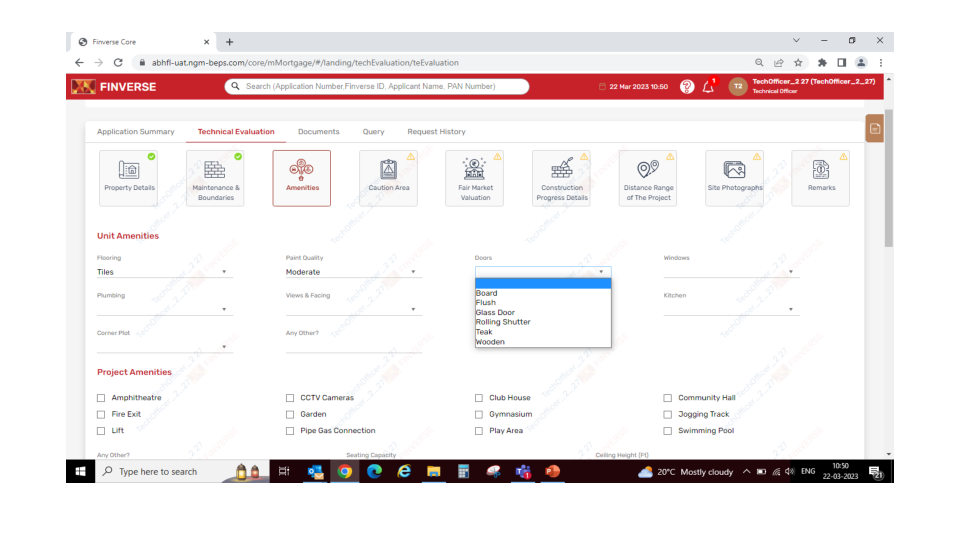 Finverse Core
abhfl-uat.ngm-beps.com/core/mMortgage/#/landing/techEvaluation/teEvaluation
FINVERSE
Search (Application Number,Finverse ID, Applicant Name, PAN Number)
22 Mar 2023 10:50
T2
TechOfficer_2 27 (TechOfficer_2_27)
Technical Officer
Application Summary Technical Evaluation Documents Query Request History
Property Details
Maintenance & Boundaries
Amenities
Caution Area
Fair Market Valuation
Construction Progress Details
Distance Range of The Project
Site Photographs
Remarks
Unit Amenities
Flooring Paint Quality Doors Windows
Tiles Moderate
Plumbing Views & Facing Kitchen
Board
Flush
Glass Door
Rolling Shutter
Teak
Wooden
Corner Plot Any Other?
Project Amenities
Amphitheatre CCTV Cameras Club House Community Hall
Fire Exit Garden Gymnasium Jogging Track
Lift Pipe Gas Connection Play Area Swimming Pool
Any Other? Seating Capacity Ceiling Height (Ft)
Type here to search
20°C Mostly cloudy
ENG
10:50
22-03-2023
21